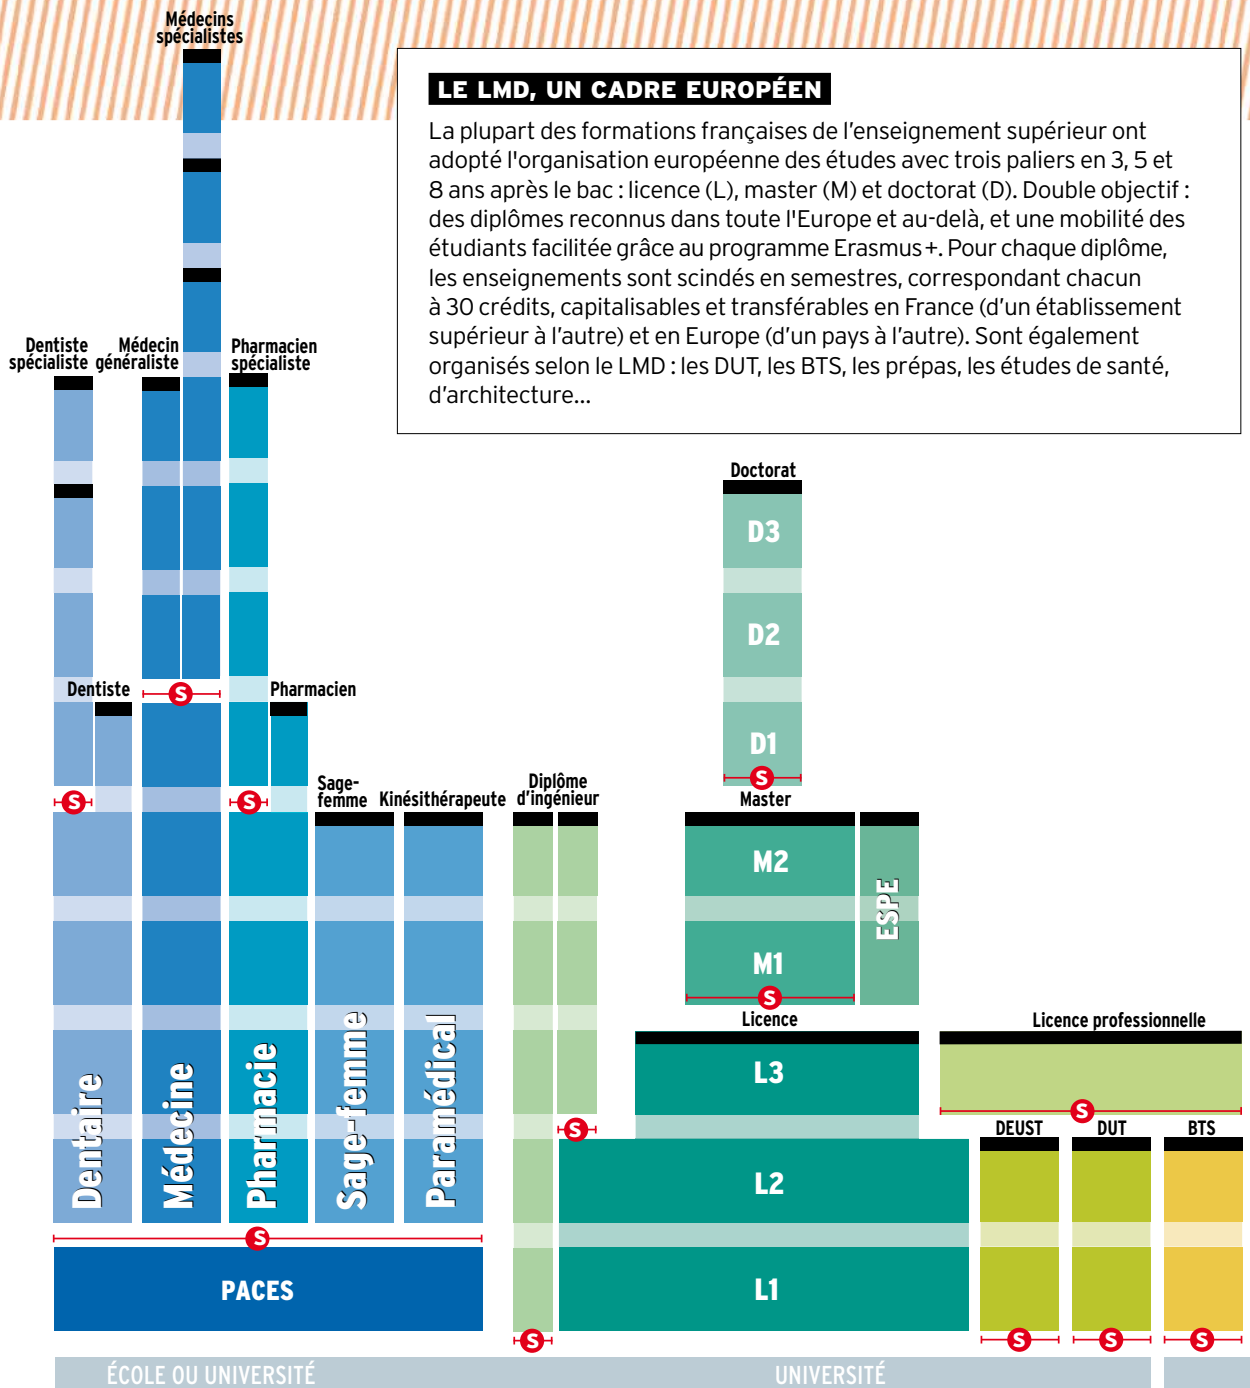 Médecins
spécialistes
LE LMD, UN CADRE EUROPÉEN
La plupart des formations françaises de l'enseignement supérieur ont
adopté l'organisation européenne des études avec trois paliers en 3, 5 et
8 ans après le bac : licence (L), master (M) et doctorat (D). Double objectif :
des diplômes reconnus dans toute l'Europe et au-delà, et une mobilité des
étudiants facilitée grâce au programme Erasmus+. Pour chaque diplôme,
les enseignements sont scindés en semestres, correspondant chacun
à 30 crédits, capitalisables et transférables en France (d'un établissement
supérieur à l'autre) et en Europe (d'un pays à l'autre). Sont également
organisés selon le LMD : les DUT, les BTS, les prépas, les études de santé,
d'architecture...
Dentiste
spécialiste
Médecin
généraliste
Pharmacien
spécialiste
Doctorat
D3
D2
D1
S
Dentiste
S
Pharmacien
S
S
Sage-
femme
Kinésithérapeute
Diplôme
d'ingénieur
Master
M2
M1
S
ESPE
Licence
L3
Licence professionnelle
S
S
Dentaire
Médecine
Pharmacie
Sage-femme
Paramédical
L2
DEUST
DUT
BTS
S
PACES
L1
S
S
S
S
ÉCOLE OU UNIVERSITÉ
UNIVERSITÉ